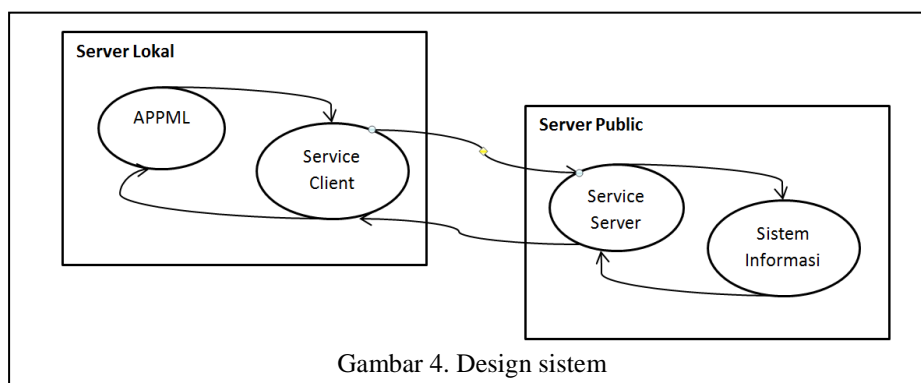 Server Lokal
APPML
Service
Client
Server Public
Service
Server
Sistem
Informasi
Gambar 4. Design sistem